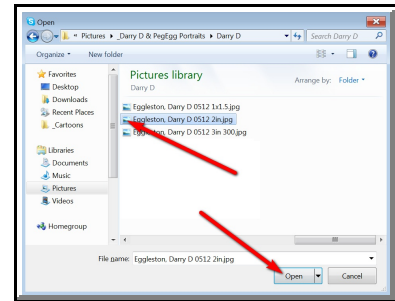 Open
« Pictures ▸ _Darry D & PegEgg Portraits ▸ Darry D
Search Darry D
Organize
New folder
Favorites
Desktop
Downloads
Recent Places
_Cartoons
Libraries
Documents
Music
Pictures
Videos
Homegroup
Pictures library
Darry D
Arrange by: Folder
Eggleston, Darry D 0512 1x1.5.jpg
Eggleston, Darry D 0512 2in.jpg
Eggleston, Darry D 0512 3in 300.jpg
File name: Eggleston, Darry D 0512 2in.jpg
Open
Cancel